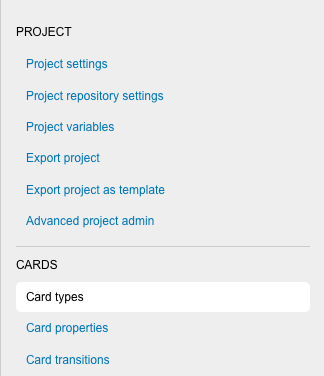 PROJECT
Project settings
Project repository settings
Project variables
Export project
Export project as template
Advanced project admin
CARDS
Card types
Card properties
Card transitions